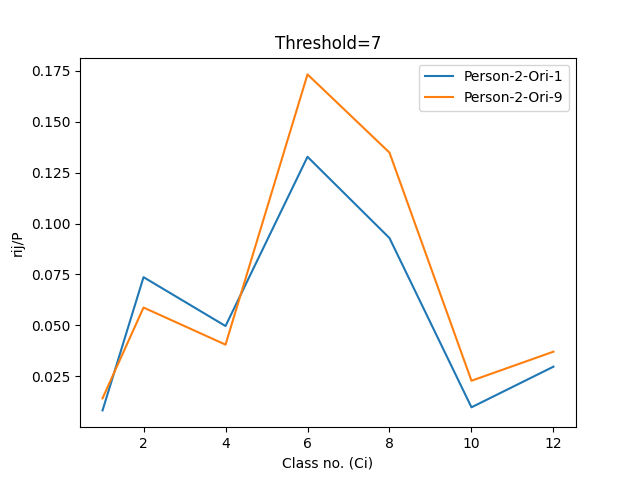 Threshold=7
Person-2-Ori-1
Person-2-Ori-9
0.175
0.150
0.125
0.100
0.075
0.050
0.025
rij/P
2 4 6 8 10 12
Class no. (Ci)